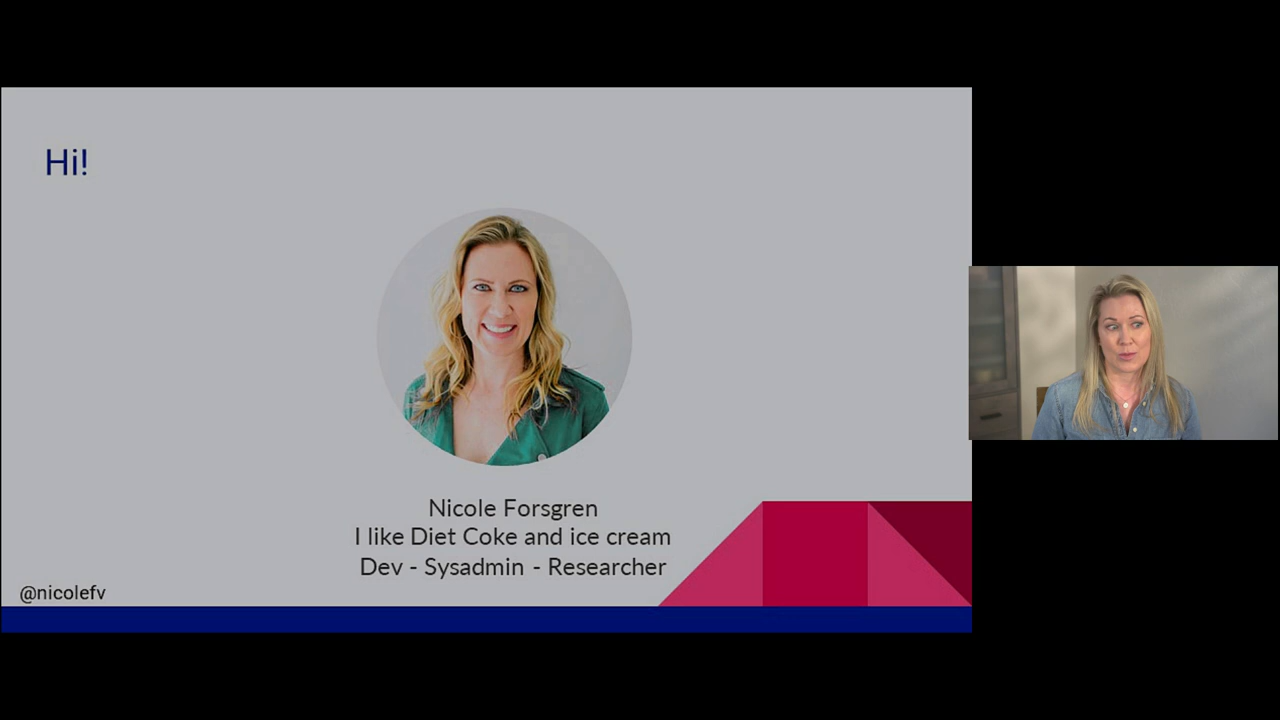 Hi!
Nicole Forsgren
I like Diet Coke and ice cream
Dev - Sysadmin - Researcher
@nicolefv